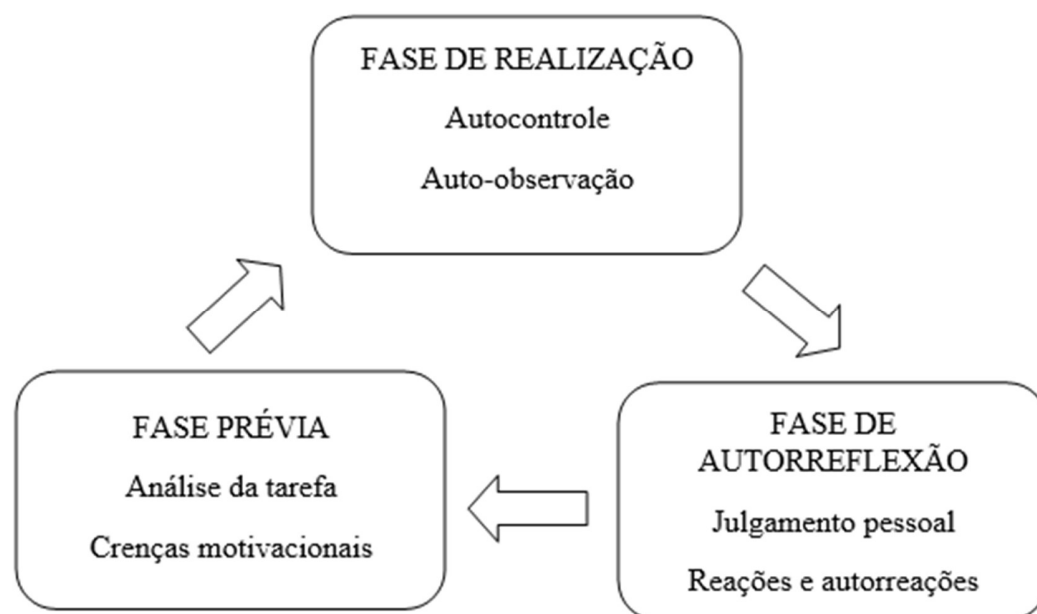 FASE DE REALIZAÇÃO
Autocontrole
Auto-observação
FASE PRÉVIA
Análise da tarefa
Crenças motivacionais
FASE DE
AUTORREFLEXÃO
Julgamento pessoal
Reações e autorreações